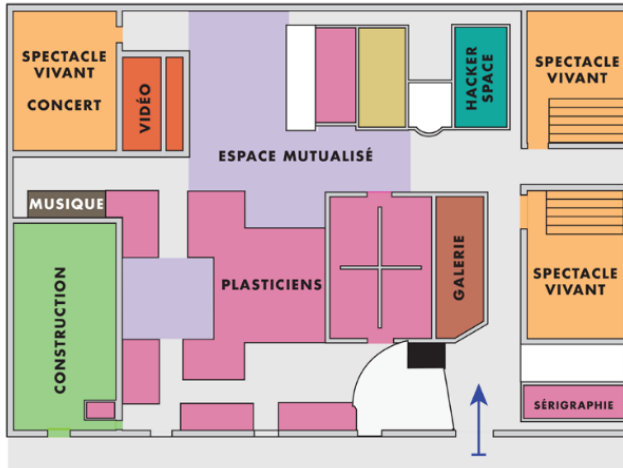 SPECTACLE
VIVANT
CONCERT
VIDÉO
HACKER
SPACE
SPECTACLE
VIVANT
ESPACE MUTUALISÉ
MUSIQUE
CONSTRUCTION
PLASTICIENS
GALERIE
SPECTACLE
VIVANT
SÉRIGRAPHIE